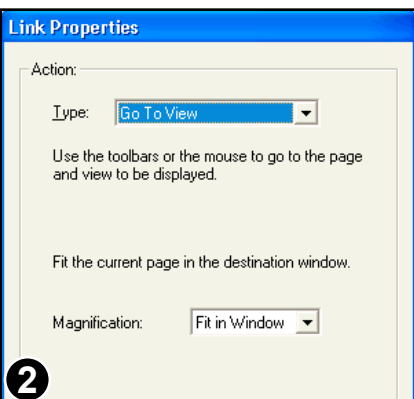 Link Properties
Action:
Type: Go To View
Use the toolbars or the mouse to go to the page
and view to be displayed.
Fit the current page in the destination window.
Magnification: Fit in Window
2